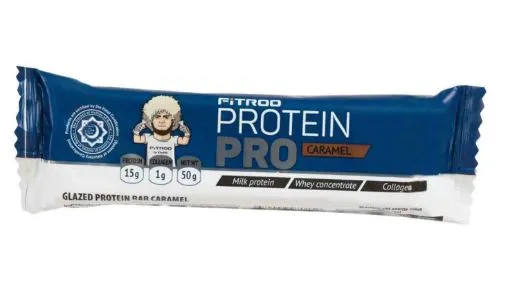 FiTROO
PROTEIN
PRO CARAMEL
FiTROO
PROTEIN COLLAGEN NET WT
15g 1g 50g
Milk protein Whey concentrate Collagen
GLAZED PROTEIN BAR CARAMEL